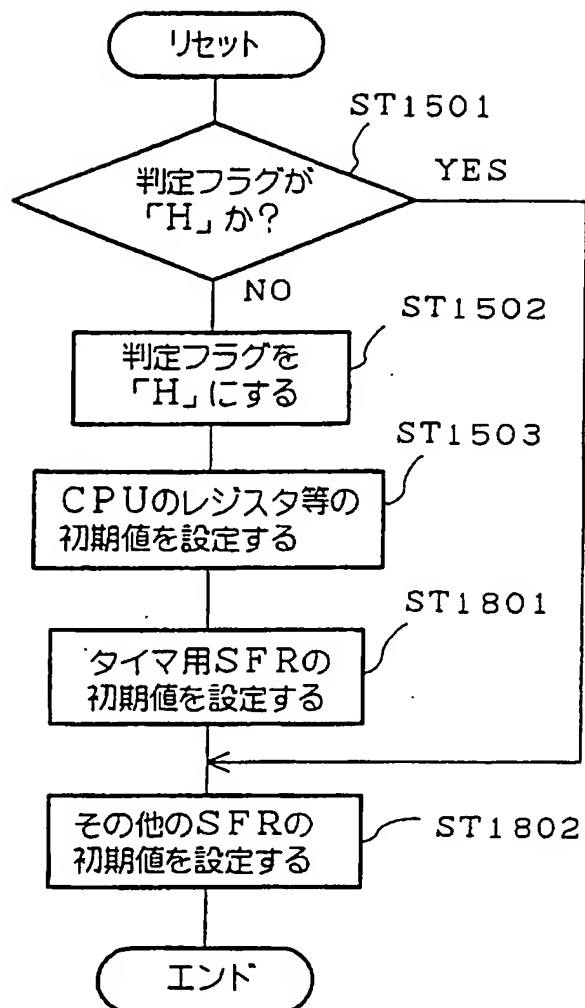 リセット
ST1501
判定フラグが
「H」か?
YES
NO
ST1502
判定フラグを
「H」にする
ST1503
CPUのレジスタ等の
初期値を設定する
ST1801
タイマ用SFRの
初期値を設定する
その他のSFRの
初期値を設定する
ST1802
エンド